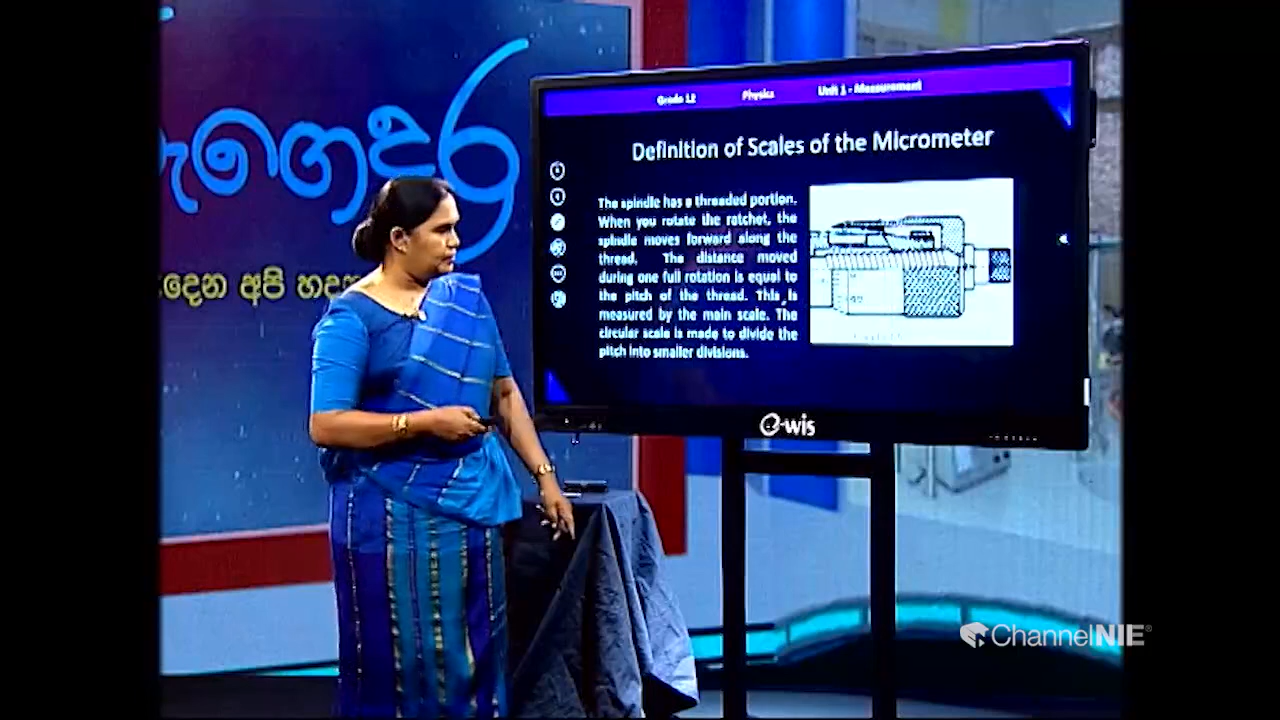 ගෙදර
දෙන අපි
Grade 12 Physics Unit 1 - Measurement
Definition of Scales of the Micrometer
The spindle has a threaded portion.
When you rotate the ratchet, the
spindle moves forward along the
thread. The distance moved
during one full rotation is equal to
the pitch of the thread. This is
measured by the main scale. The
circular scale is made to divide the
pitch into smaller divisions.
e-wis
ChannelNIE®